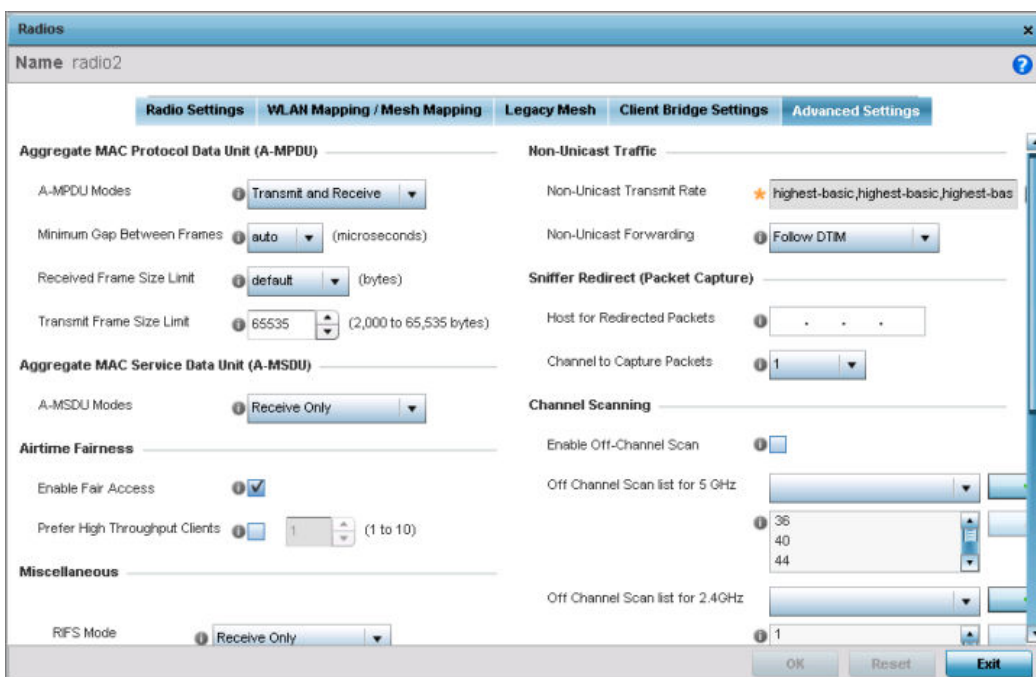 Radios
Name radio2
Radio Settings WLAN Mapping / Mesh Mapping Legacy Mesh Client Bridge Settings Advanced Settings
Aggregate MAC Protocol Data Unit (A-MPDU)
A-MPDU Modes Transmit and Receive
Minimum Gap Between Frames auto (microseconds)
Received Frame Size Limit default (bytes)
Transmit Frame Size Limit 65535 (2,000 to 65,535 bytes)
Aggregate MAC Service Data Unit (A-MSDU)
A-MSDU Modes Receive Only
Airtime Fairness
Enable Fair Access
Prefer High Throughput Clients 1 (1 to 10)
Miscellaneous
RIFS Mode Receive Only
Non-Unicast Traffic
Non-Unicast Transmit Rate highest-basic,highest-basic,highest-bas
Non-Unicast Forwarding Follow DTIM
Sniffer Redirect (Packet Capture)
Host for Redirected Packets . . .
Channel to Capture Packets 1
Channel Scanning
Enable Off-Channel Scan
Off Channel Scan list for 5 GHz
36
40
44
Off Channel Scan list for 2.4GHz
1
OK Reset Exit